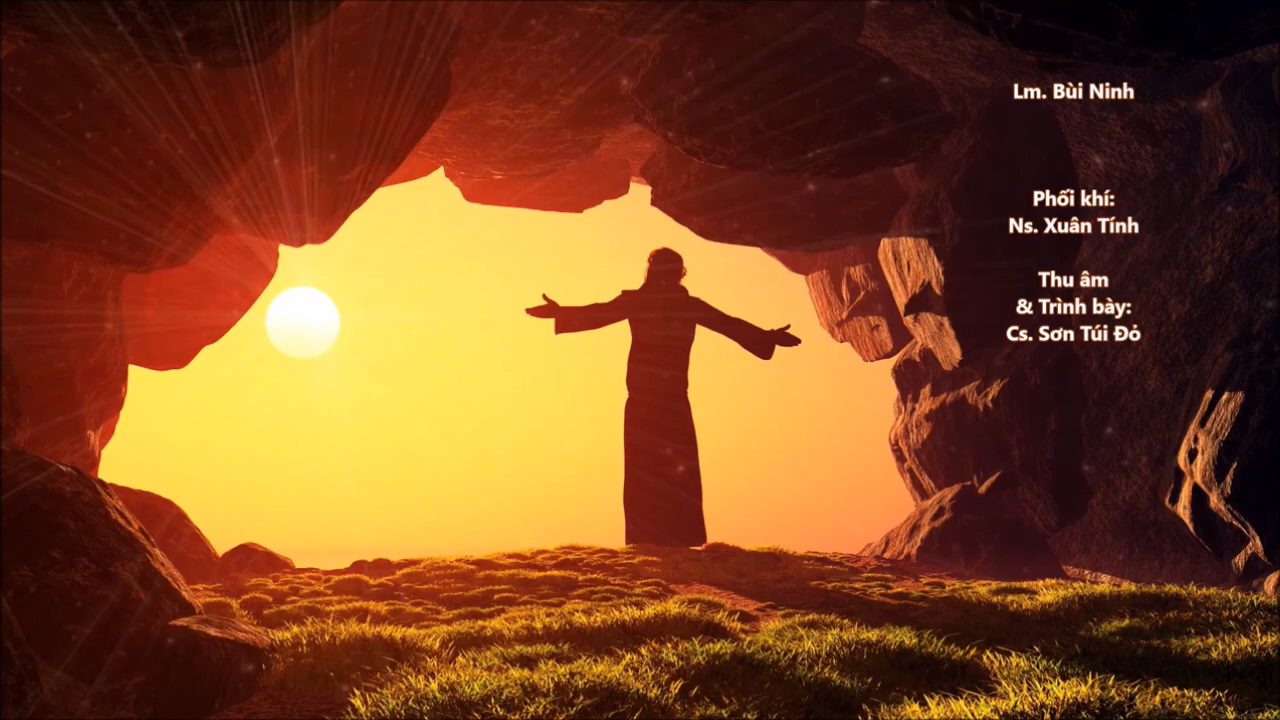 Lm. Bùi Ninh
Phối khí:
Ns. Xuân Tính
Thu âm
& Trình bày:
Cs. Sơn Túi Đỏ